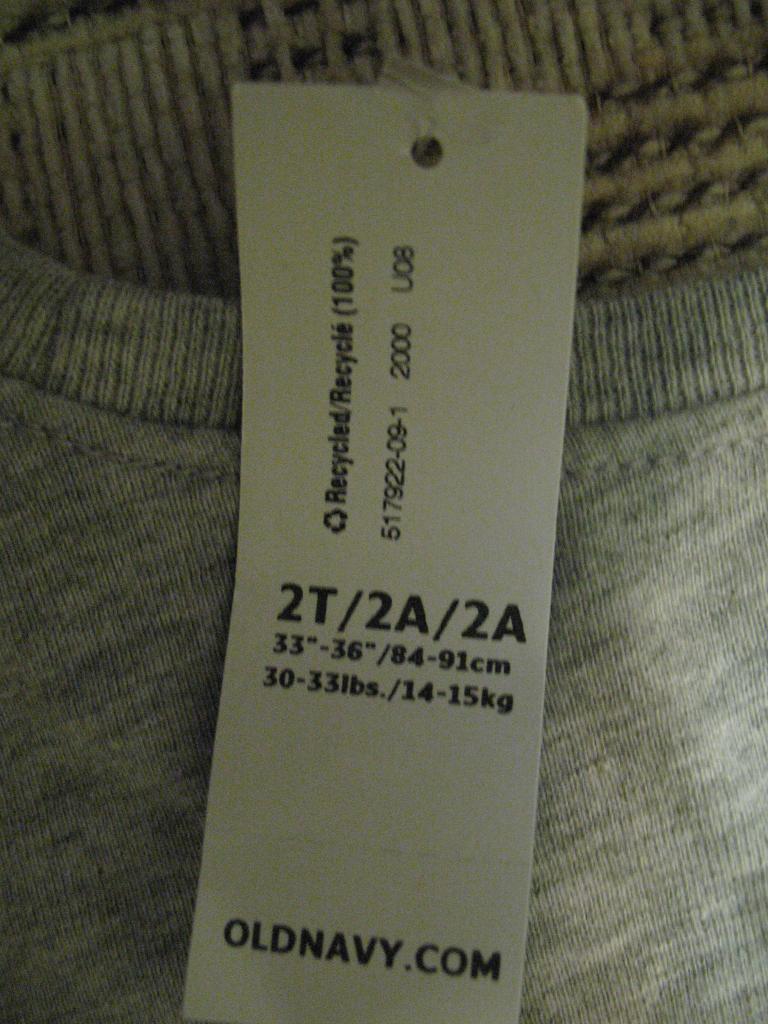 ♻ Recycled/Recyclé (100%)
517922-09-1 2000 U08
2T/2A/2A
33"-36"/84-91cm
30-33lbs./14-15kg
OLDNAVY.COM